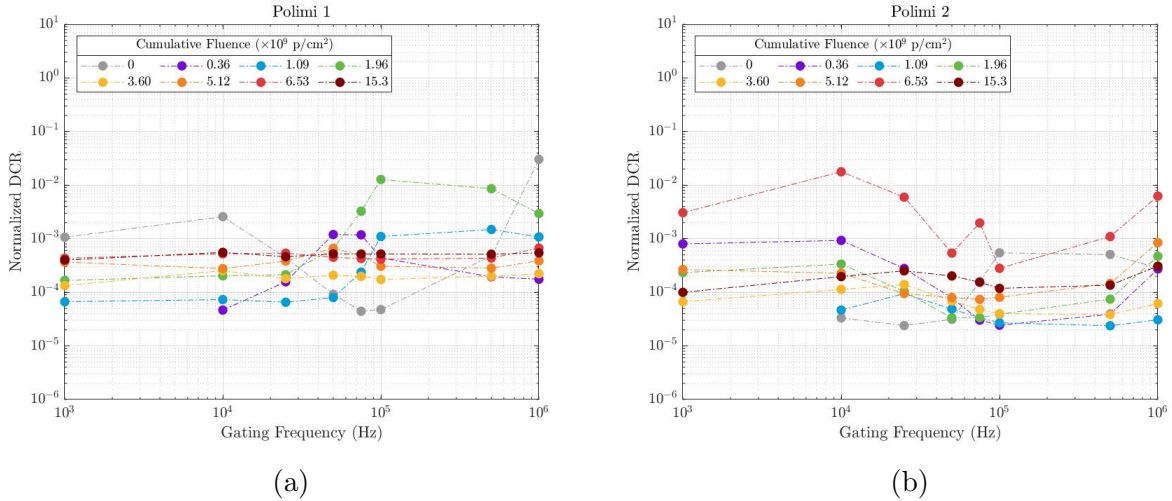 Polimi 1
Cumulative Fluence (×10⁹ p/cm²)
0 0.36 1.09 1.96
3.60 5.12 6.53 15.3
Normalized DCR
10¹
10⁰
10⁻¹
10⁻²
10⁻³
10⁻⁴
10⁻⁵
10⁻⁶
10³ 10⁴ 10⁵ 10⁶
Gating Frequency (Hz)
(a)
Polimi 2
Cumulative Fluence (×10⁹ p/cm²)
0 0.36 1.09 1.96
3.60 5.12 6.53 15.3
Normalized DCR
10¹
10⁰
10⁻¹
10⁻²
10⁻³
10⁻⁴
10⁻⁵
10⁻⁶
10³ 10⁴ 10⁵ 10⁶
Gating Frequency (Hz)
(b)